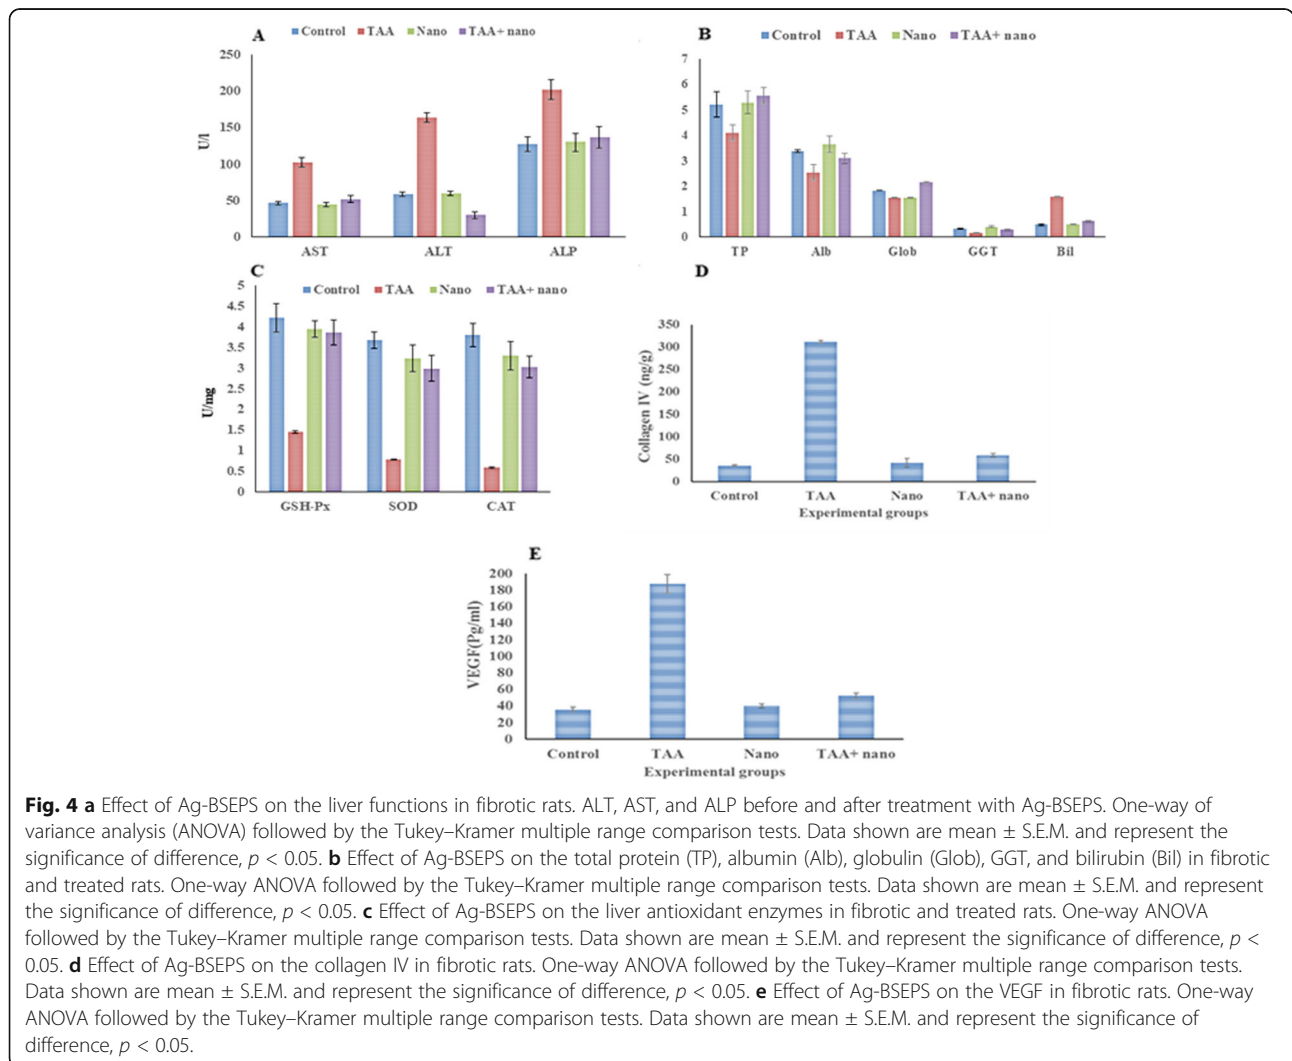 A
Control TAA Nano TAA+ nano
250
200
150
100
50
0
U/l
AST ALT ALP
B
Control TAA Nano TAA+ nano
7
6
5
4
3
2
1
0
TP Alb Glob GGT Bil
C
Control TAA Nano TAA+ nano
5
4.5
4
3.5
3
2.5
2
1.5
1
0.5
0
U/mg
GSH-Px SOD CAT
D
350
300
250
200
150
100
50
0
Collagen IV (ng/g)
Control TAA Nano TAA+ nano
Experimental groups
E
200
180
160
140
120
100
80
60
40
20
0
VEGF(Pg/ml)
Control TAA Nano TAA+ nano
Experimental groups
Fig. 4 a Effect of Ag-BSEPS on the liver functions in fibrotic rats. ALT, AST, and ALP before and after treatment with Ag-BSEPS. One-way of
variance analysis (ANOVA) followed by the Tukey–Kramer multiple range comparison tests. Data shown are mean ± S.E.M. and represent the
significance of difference, p < 0.05. b Effect of Ag-BSEPS on the total protein (TP), albumin (Alb), globulin (Glob), GGT, and bilirubin (Bil) in fibrotic
and treated rats. One-way ANOVA followed by the Tukey–Kramer multiple range comparison tests. Data shown are mean ± S.E.M. and represent
the significance of difference, p < 0.05. c Effect of Ag-BSEPS on the liver antioxidant enzymes in fibrotic and treated rats. One-way ANOVA
followed by the Tukey–Kramer multiple range comparison tests. Data shown are mean ± S.E.M. and represent the significance of difference, p <
0.05. d Effect of Ag-BSEPS on the collagen IV in fibrotic rats. One-way ANOVA followed by the Tukey–Kramer multiple range comparison tests.
Data shown are mean ± S.E.M. and represent the significance of difference, p < 0.05. e Effect of Ag-BSEPS on the VEGF in fibrotic rats. One-way
ANOVA followed by the Tukey–Kramer multiple range comparison tests. Data shown are mean ± S.E.M. and represent the significance of
difference, p < 0.05.